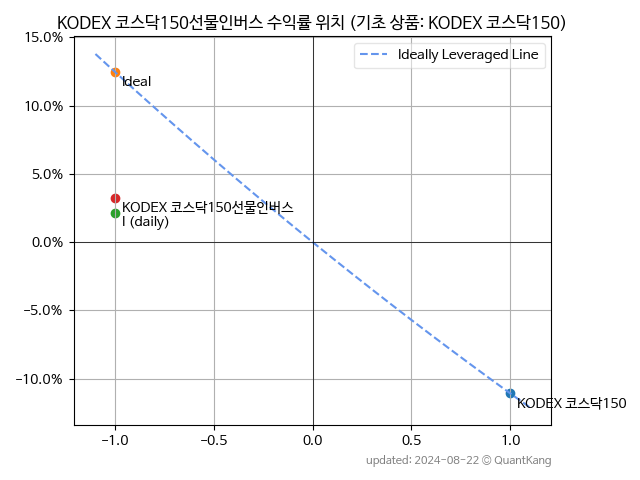 KODEX 코스닥150선물인버스 수익률 위치 (기초 상품: KODEX 코스닥150)
15.0%
10.0%
5.0%
0.0%
−5.0%
−10.0%
Ideally Leveraged Line
Ideal
KODEX 코스닥150선물인버스
I (daily)
KODEX 코스닥150
−1.0
−0.5
0.0
0.5
1.0
updated: 2024-08-22 © QuantKang